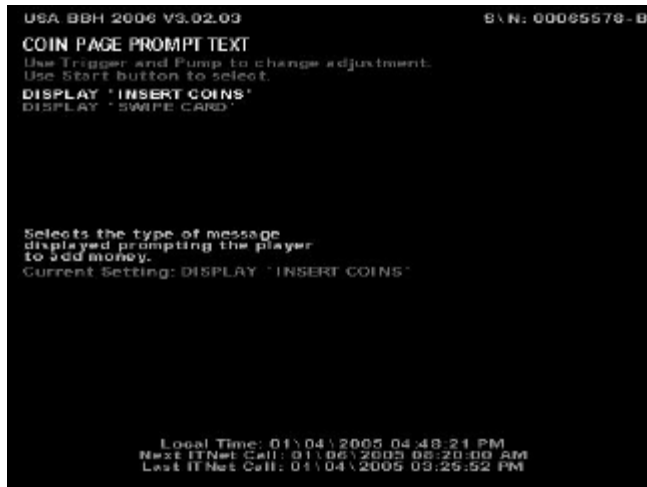 USA BBH 2006 V3.02.03
S\N: 00065578-B
COIN PAGE PROMPT TEXT
Use Trigger and Pump to change adjustment.
Use Start button to select.
DISPLAY "INSERT COINS"
DISPLAY "SWIPE CARD"
Selects the type of message
displayed prompting the player
to add money.
Current Setting: DISPLAY "INSERT COINS"
Local Time: 01\04\2005 04:48:21 PM
Next ITNet Call: 01\06\2005 08:20:00 AM
Last ITNet Call: 01\04\2005 03:25:52 PM